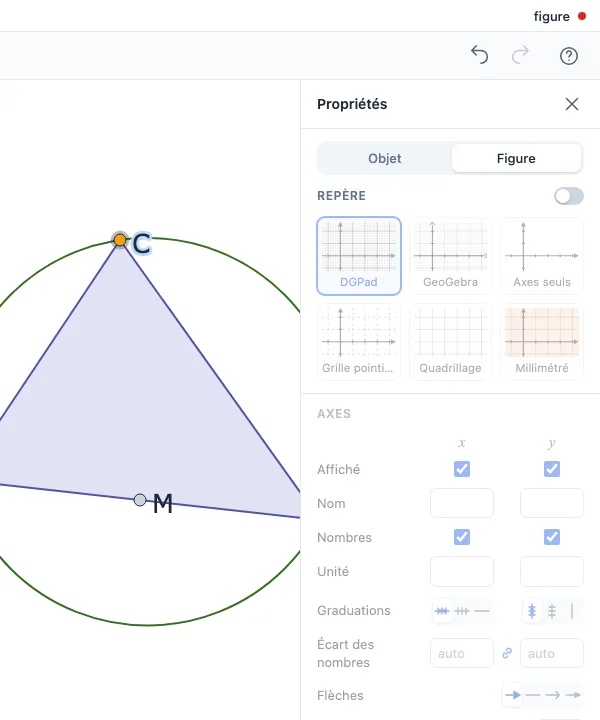 figure
Propriétés
Objet
Figure
REPÈRE
DGPad
GeoGebra
Axes seuls
Grille pointi...
Quadrillage
Millimétré
AXES
x
y
Affiché
Nom
Nombres
Unité
Graduations
Écart des
nombres
auto
auto
Flèches
C
M